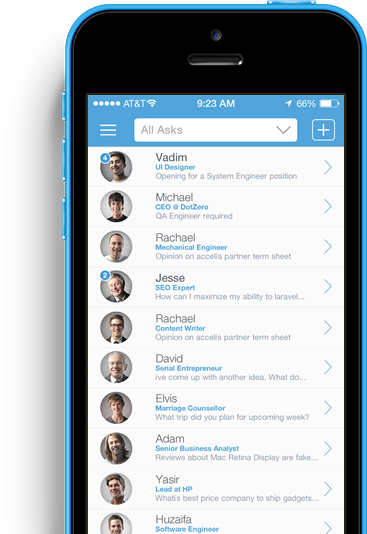 AT&T 9:23 AM 66%
All Asks
4
Vadim
UI Designer
Opening for a System Engineer position
Michael
CEO @ DotZero
QA Engineer required
Rachael
Mechanical Engineer
Opinion on accelis partner term sheet
2
Jesse
SEO Expert
How can I maximize my ability to laravel...
Rachael
Content Writer
Opinion on accelis partner term sheet
David
Serial Entrepreneur
ive come up with another idea. What do...
Elvis
Marriage Counsellor
What trip did you plan for upcoming week?
Adam
Senior Business Analyst
Reviews about Mac Retina Display are fake...
Yasir
Lead at HP
Whatis best price company to ship gadgets...
Huzaifa
Software Engineer